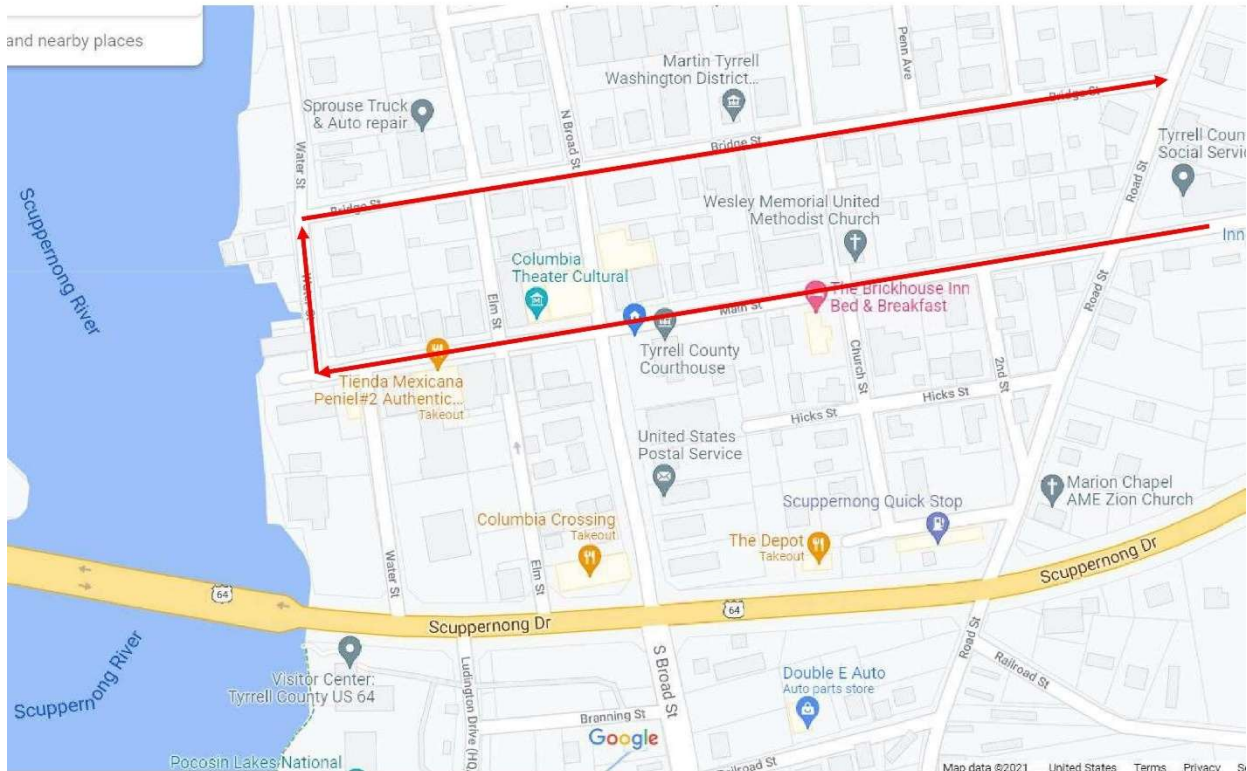 and nearby places
Penn Ave
Martin Tyrrell
Washington District...
Sprouse Truck
& Auto repair
N Broad St
Water St
Bridge St
Bridge St
Bridge St
Tyrrell Coun
Social Servic
Road St
Scuppernong River
Wesley Memorial United
Methodist Church
Inn
Columbia
Theater Cultural
Water St
Elm St
Main St
The Brickhouse Inn
Bed & Breakfast
Road St
Tyrrell County
Courthouse
Church St
2nd St
Tienda Mexicana
Peniel#2 Authentic...
Takeout
Hicks St
Hicks St
United States
Postal Service
Marion Chapel
AME Zion Church
Scuppernong Quick Stop
Columbia Crossing
Takeout
The Depot
Takeout
Water St
Elm St
Scuppernong Dr
64
64
Scuppernong Dr
Scuppernong River
Visitor Center:
Tyrrell County US 64
Ludington Drive (HQ
S Broad St
Road St
Railroad St
Double E Auto
Auto parts store
Branning St
Google
Pocosin Lakes National
Railroad St
Map data ©2021 United States Terms Privacy